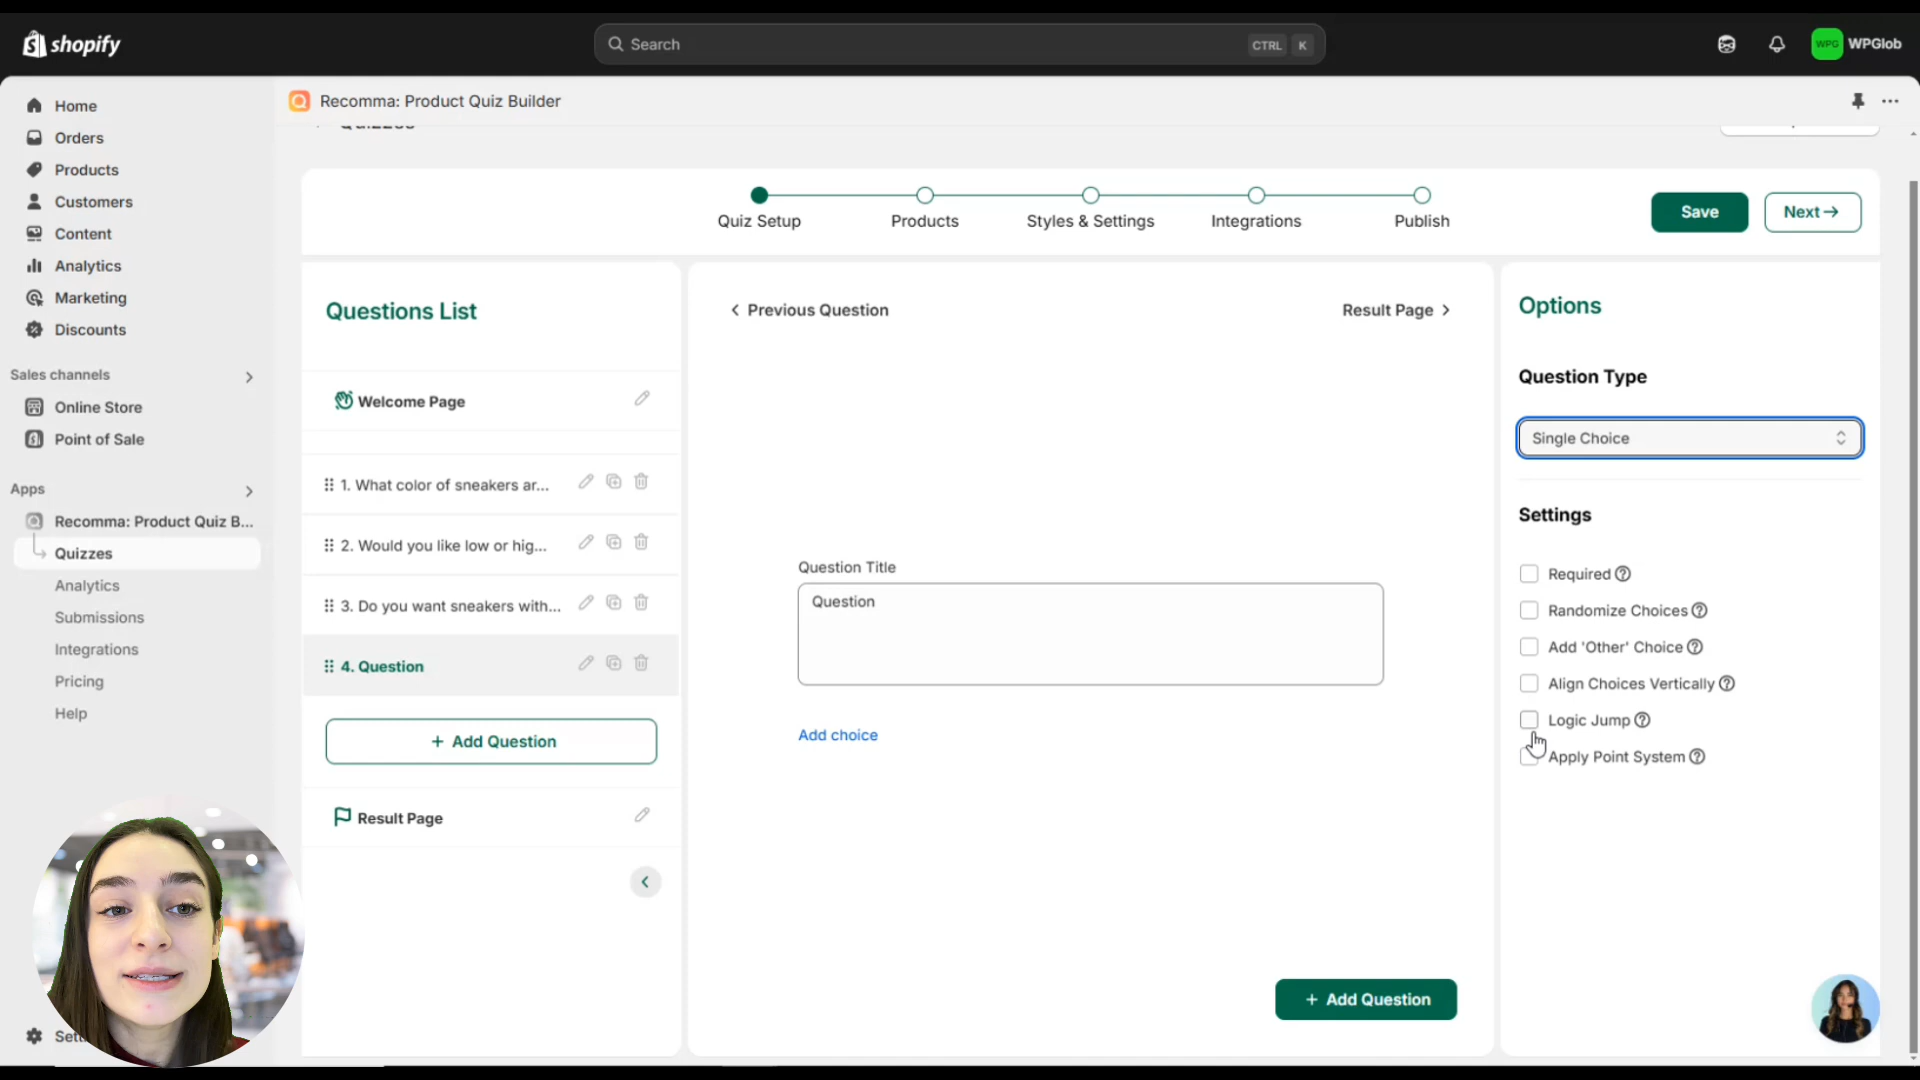 shopify
Search
CTRL K
WPG
WPGlob
Home
Orders
Products
Customers
Content
Analytics
Marketing
Discounts
Sales channels
Online Store
Point of Sale
Apps
Recomma: Product Quiz B...
Quizzes
Analytics
Submissions
Integrations
Pricing
Help
Recomma: Product Quiz Builder
Quizzes
Quiz Setup
Products
Styles & Settings
Integrations
Publish
Save
Next
Questions List
Welcome Page
1. What color of sneakers ar...
2. Would you like low or hig...
3. Do you want sneakers with...
4. Question
+ Add Question
Result Page
Previous Question
Result Page
Question Title
Question
Add choice
+ Add Question
Options
Question Type
Single Choice
Settings
Required
Randomize Choices
Add 'Other' Choice
Align Choices Vertically
Logic Jump
Apply Point System